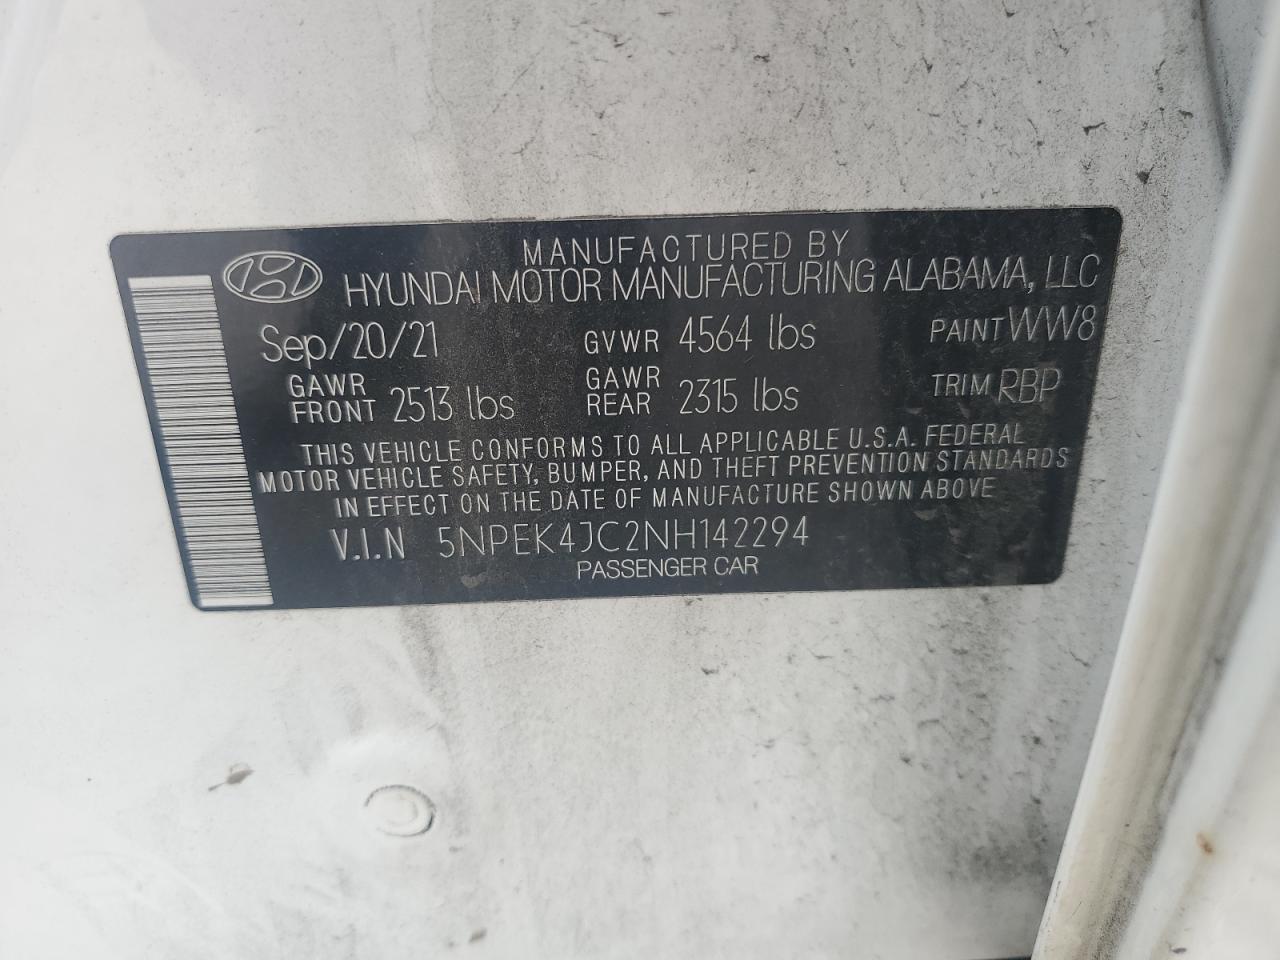 MANUFACTURED BY
HYUNDAI MOTOR MANUFACTURING ALABAMA, LLC
Sep/20/21 GVWR 4564 lbs PAINT WW8
GAWR FRONT 2513 lbs GAWR REAR 2315 lbs TRIM RBP
THIS VEHICLE CONFORMS TO ALL APPLICABLE U.S.A. FEDERAL
MOTOR VEHICLE SAFETY, BUMPER, AND THEFT PREVENTION STANDARDS
IN EFFECT ON THE DATE OF MANUFACTURE SHOWN ABOVE
V.I.N 5NPEK4JC2NH142294
PASSENGER CAR